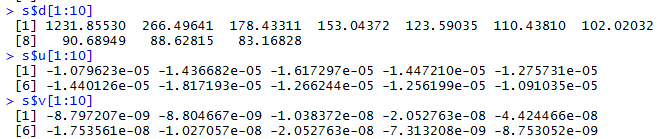 > s$d[1:10]
[1] 1231.85530 266.49641 178.43311 153.04372 123.59035 110.43810 102.02032
[8] 90.68949 88.62815 83.16828
> s$u[1:10]
[1] -1.079623e-05 -1.436682e-05 -1.617297e-05 -1.447210e-05 -1.275731e-05
[6] -1.440126e-05 -1.817193e-05 -1.266244e-05 -1.256199e-05 -1.091035e-05
> s$v[1:10]
[1] -8.797207e-09 -8.804667e-09 -1.038372e-08 -2.052763e-08 -4.424466e-08
[6] -1.753561e-08 -1.027057e-08 -2.052763e-08 -7.313208e-09 -8.753052e-09